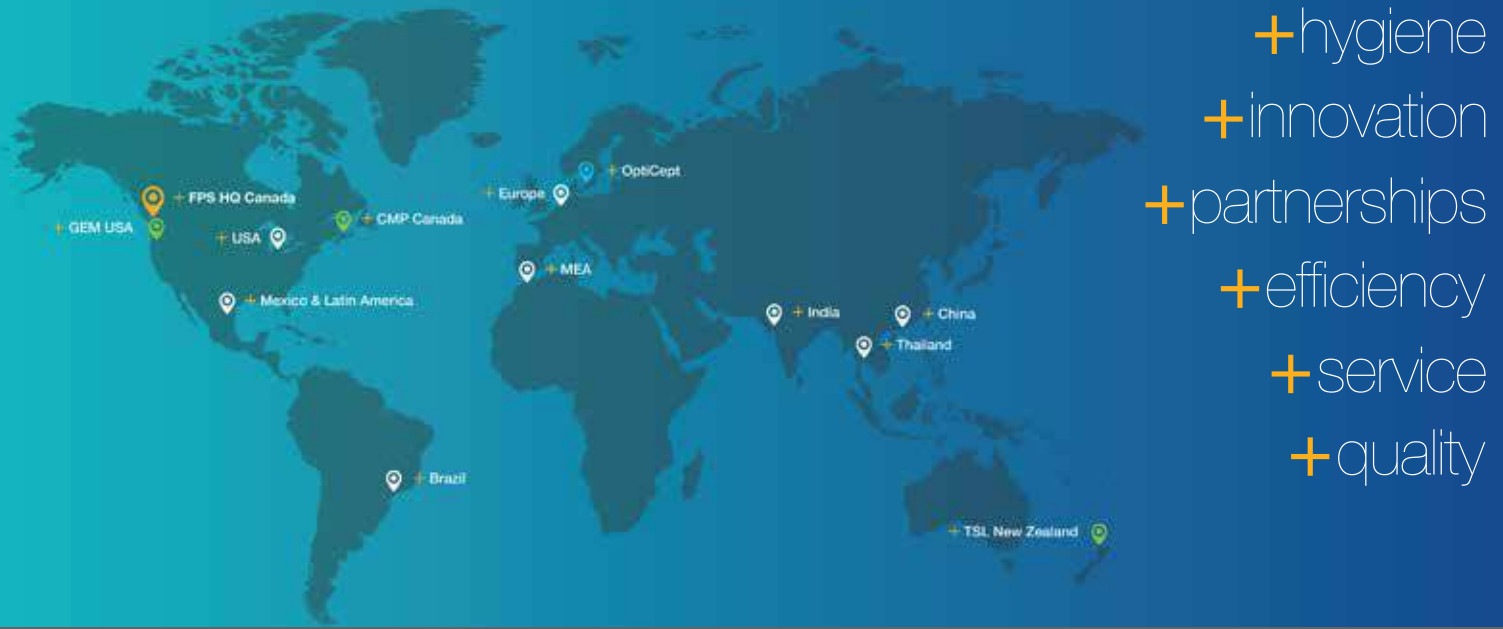 + FPS HQ Canada
+ GEM USA
+ USA
+ CMP Canada
+ Mexico & Latin America
+ Brazil
+ Europe
+ OptiCept
+ MEA
+ India
+ China
+ Thailand
+ TSL New Zealand
+hygiene
+innovation
+partnerships
+efficiency
+service
+quality